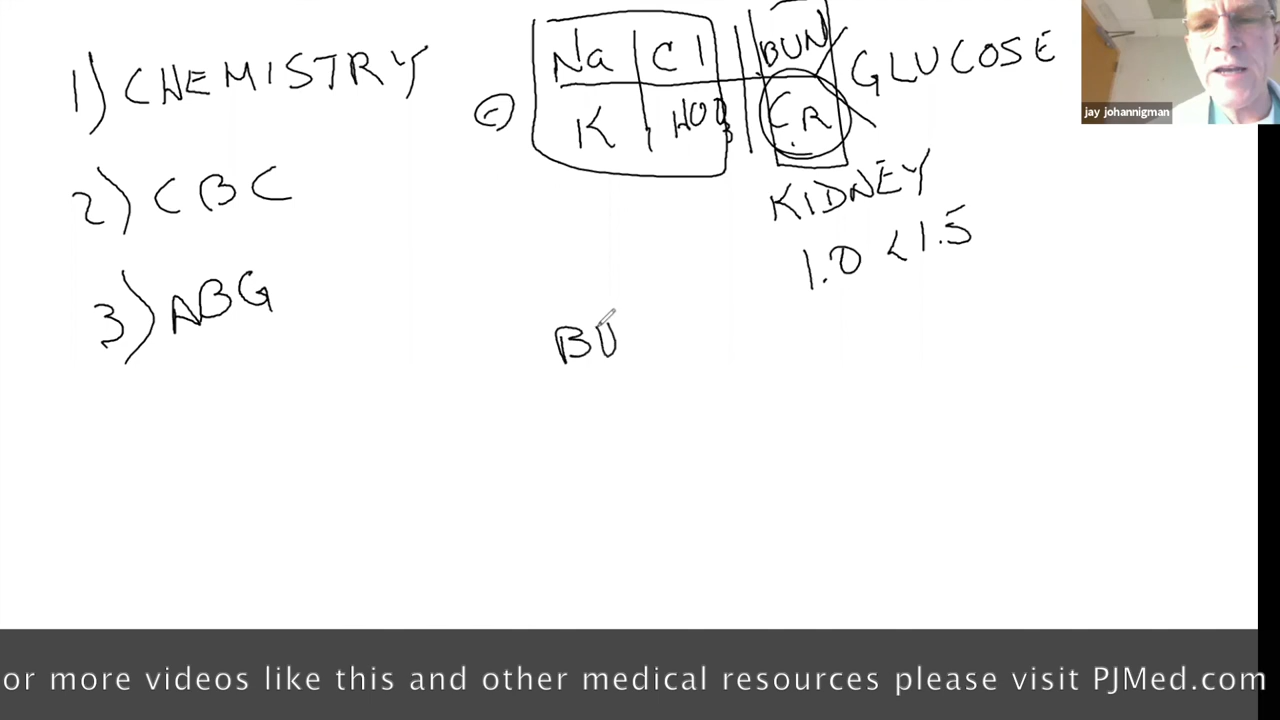 1) CHEMISTRY
2) CBC
3) ABG
Na Cl BUN
K HCO3 CR
GLUCOSE
KIDNEY
1.0 < 1.5
BU
jay johannigman
or more videos like this and other medical resources please visit PJMed.com